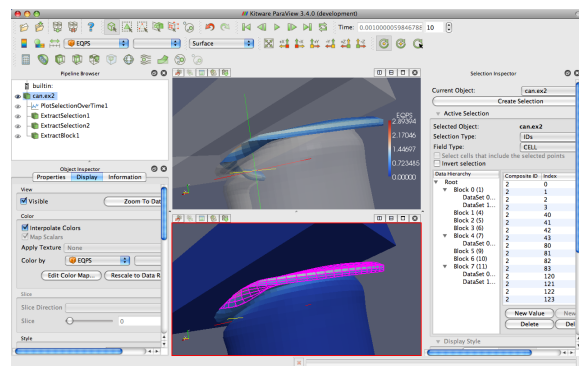 Kitware ParaView 3.4.0 (development)
Time: 0.0010000059846788 10
EQPS Surface
Pipeline Browser
builtin:
can.ex2
PlotSelectionOverTime1
ExtractSelection1
ExtractSelection2
ExtractBlock1
Object Inspector
Properties Display Information
View
Visible Zoom To Dat
Color
Interpolate Colors
Map Scalars
Apply Texture None
Color by EQPS
Edit Color Map... Rescale to Data R
Slice
Slice Direction
Slice 0
Style
EQPS
2.89394
2.17046
1.44697
0.723485
0.00000
Selection Inspector
Current Object: can.ex2
Create Selection
Active Selection
Selected Object: can.ex2
Selection Type: IDs
Field Type: CELL
Select cells that include the selected points
Invert selection
Data Hierarchy
Root
Block 0 (1)
DataSet 0...
Block 1 (4)
Block 2 (5)
Block 3 (6)
Block 4 (7)
DataSet 0...
Block 5 (9)
Block 6 (10)
Block 7 (11)
DataSet 0...
DataSet 1...
Composite ID Index
2 0
2 1
2 2
2 3
2 40
2 41
2 42
2 43
2 80
2 81
2 82
2 83
2 120
2 121
2 122
2 123
New Value New
Delete Del
Display Style